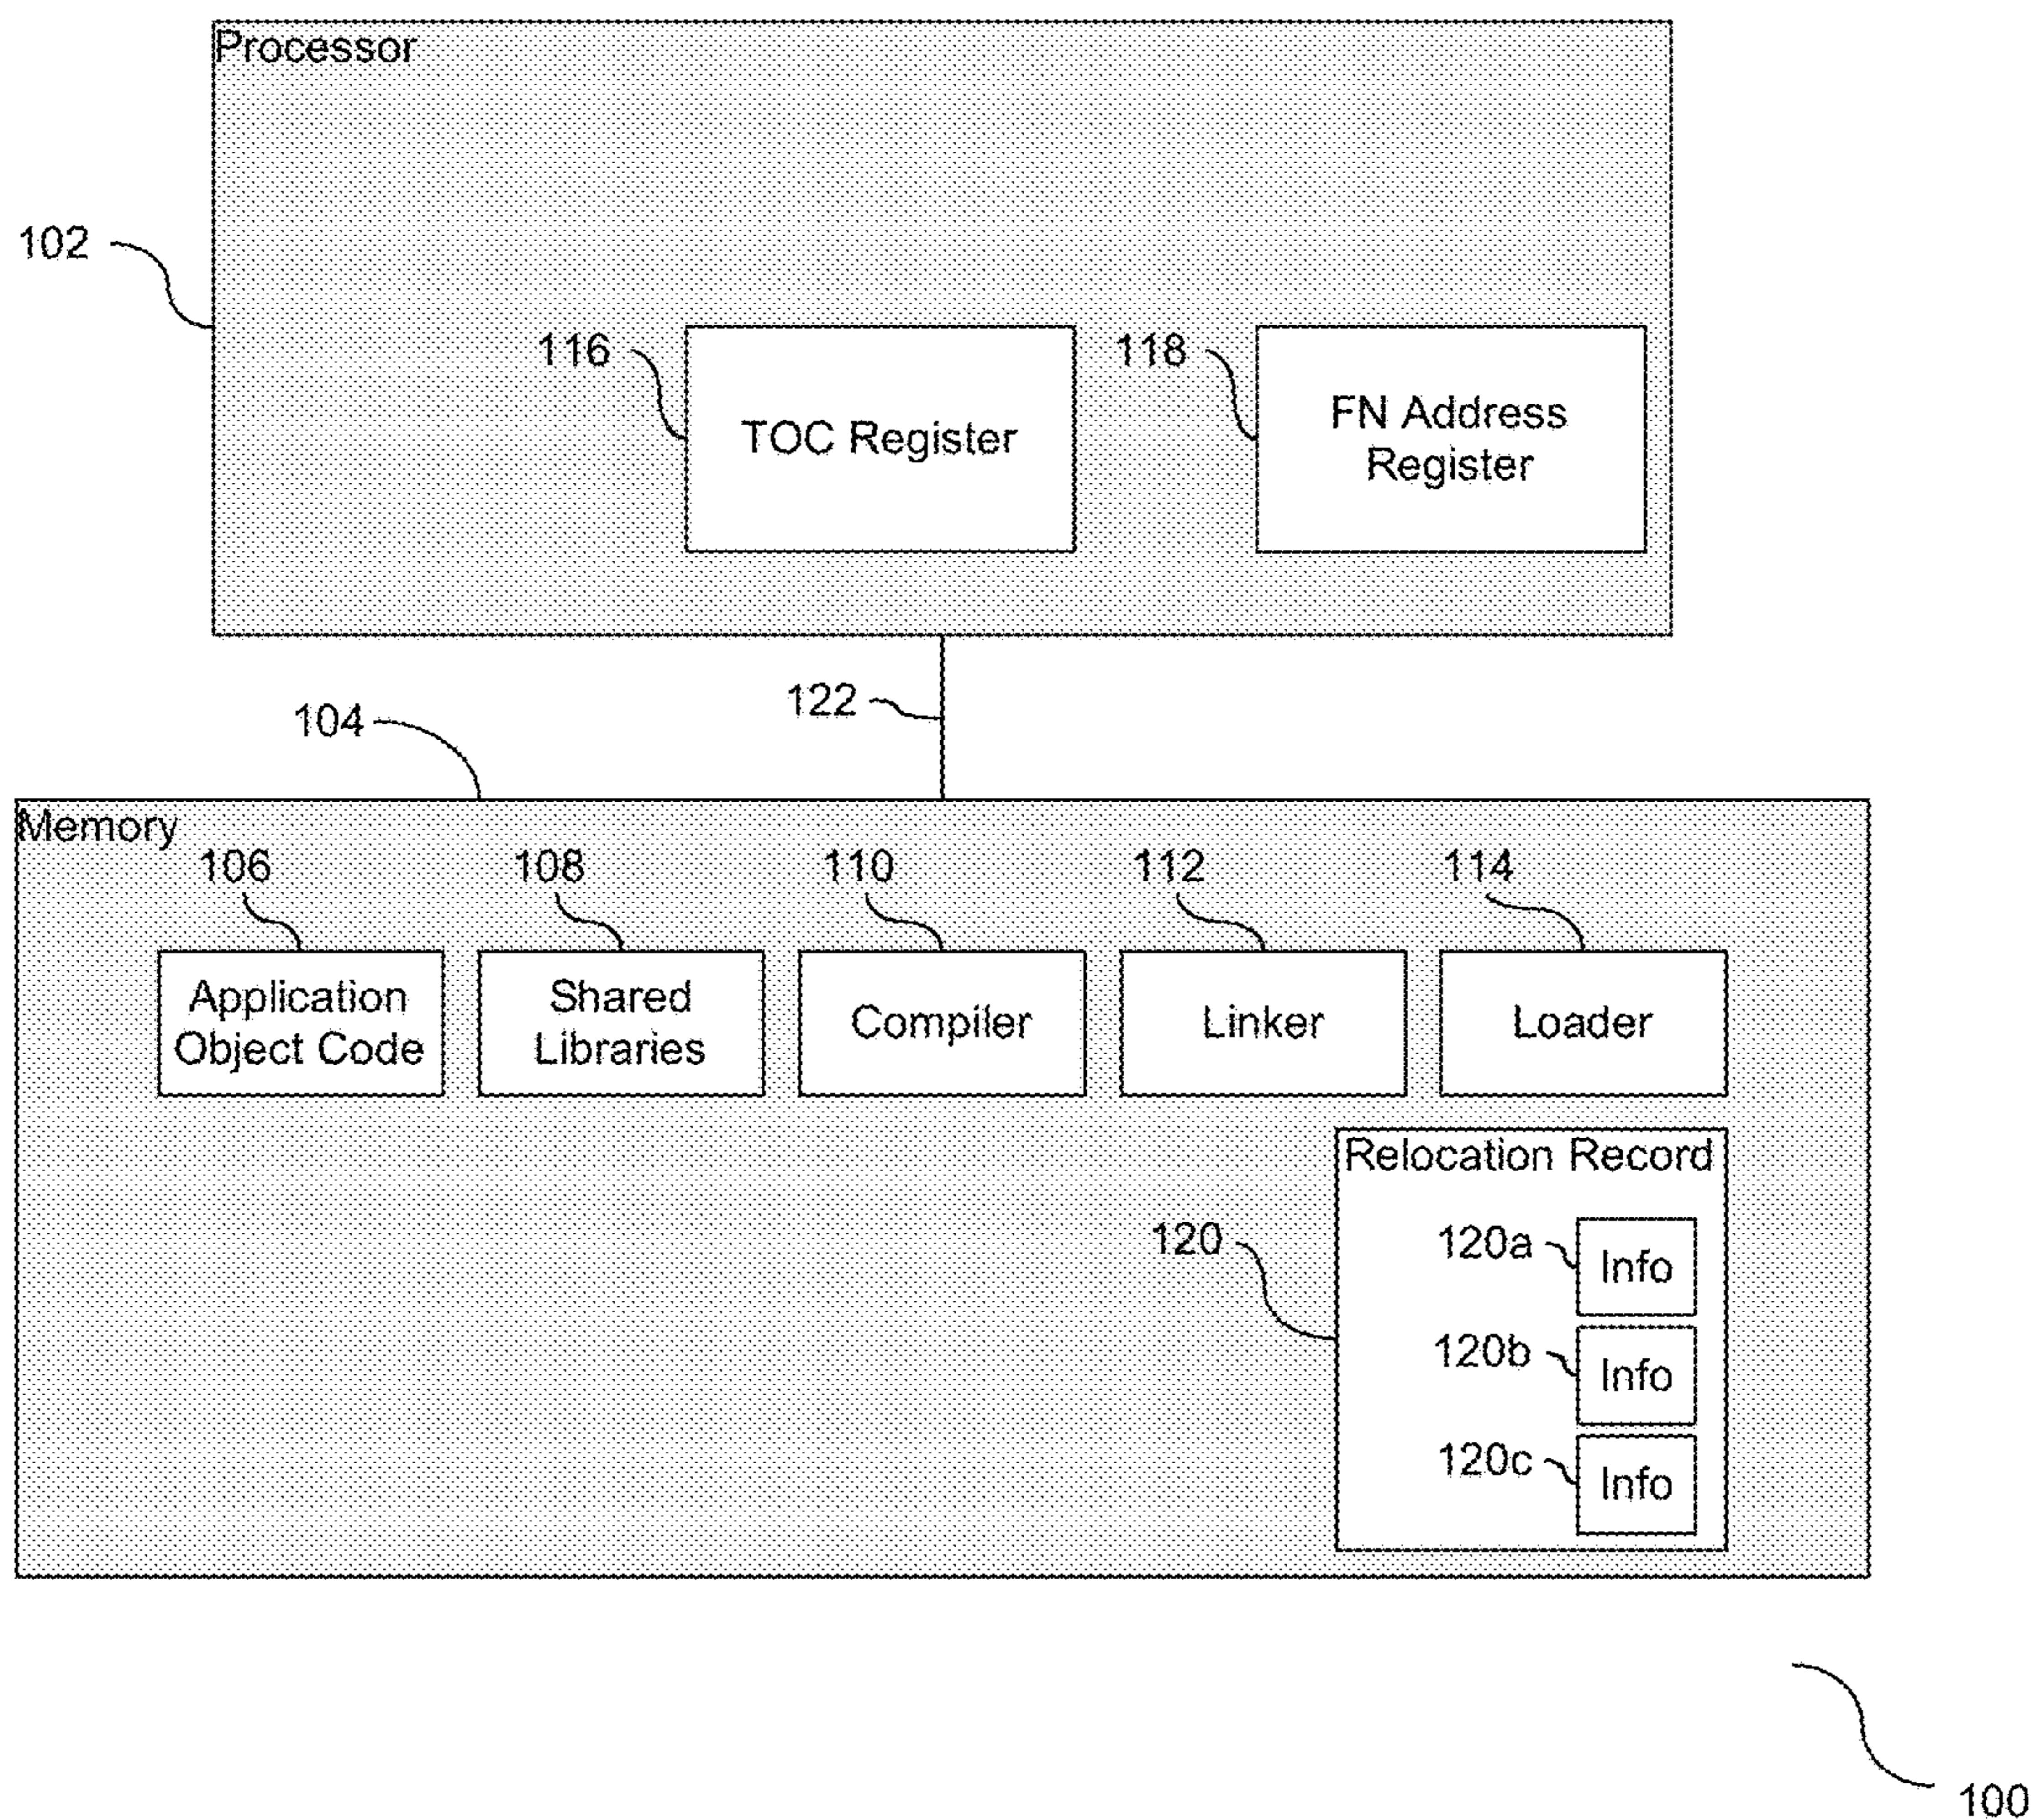 Processor
102
116
TOC Register
118
FN Address
Register
122
104
Memory
106
108
110
112
114
Application
Object Code
Shared
Libraries
Compiler
Linker
Loader
Relocation Record
120
120a
Info
120b
Info
120c
Info
100